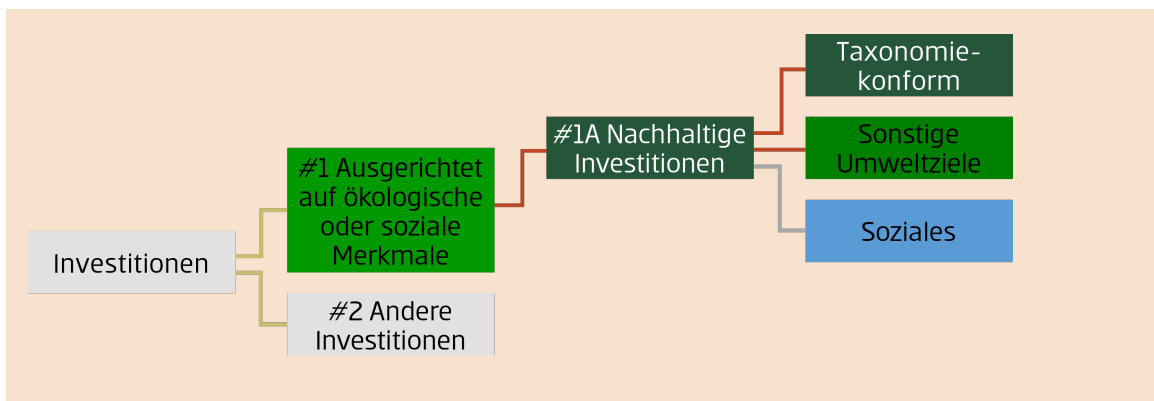 Investitionen
#1 Ausgerichtet
auf ökologische
oder soziale
Merkmale
#2 Andere
Investitionen
#1A Nachhaltige
Investitionen
Taxonomie-
konform
Sonstige
Umweltziele
Soziales